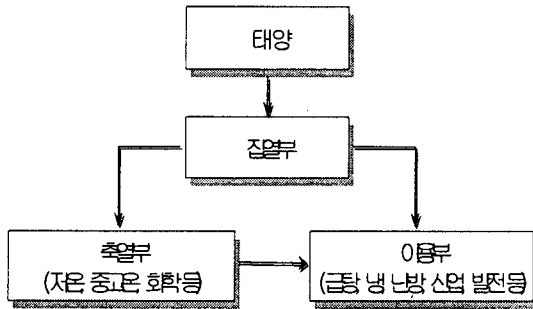 태양
집열부
축열부
(저온, 중고온, 화학등)
이용부
(급탕, 냉 난방 산업 발전등)